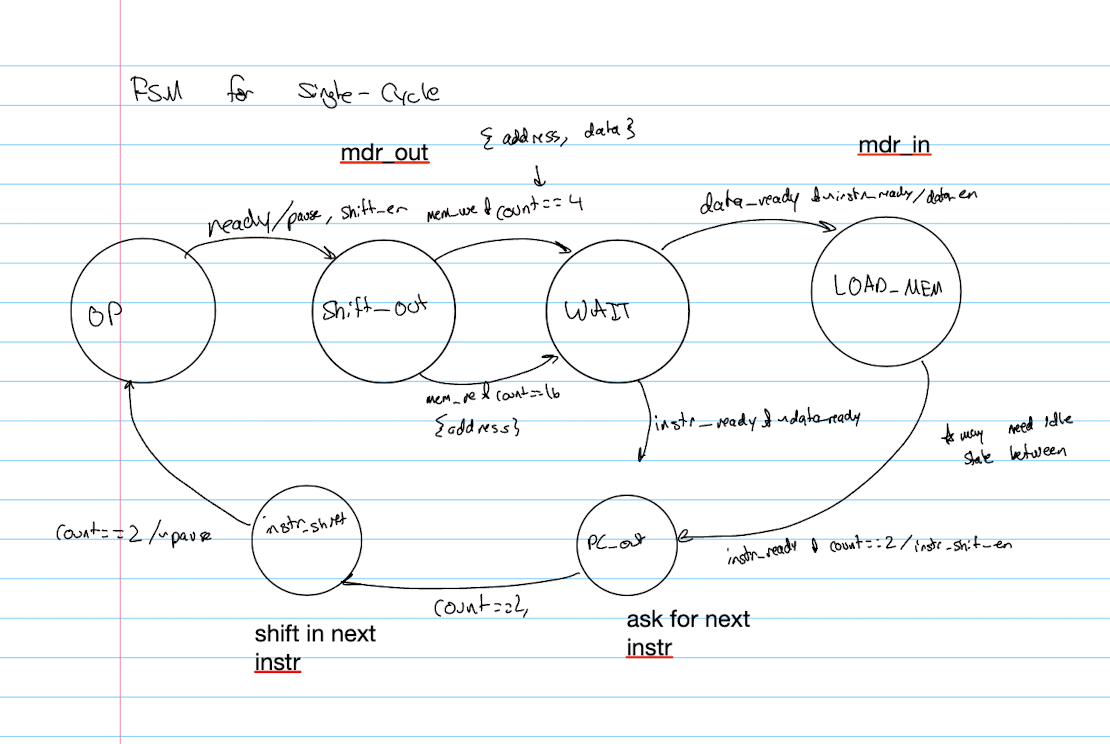 FSM for Single-Cycle
{address, data}
mdr_out
mdr_in
ready/pause, shift_en
mem_we & count==4
data_ready & ~instr_ready/data_en
OP
Shift_out
WAIT
LOAD_MEM
mem_re & count==16
{address}
instr_ready & ~data_ready
* may need idle
state between
count==2/~pause
instr_shift
PC_out
instr_ready & count==2/instr_shift_en
count==2,
shift in next
instr
ask for next
instr